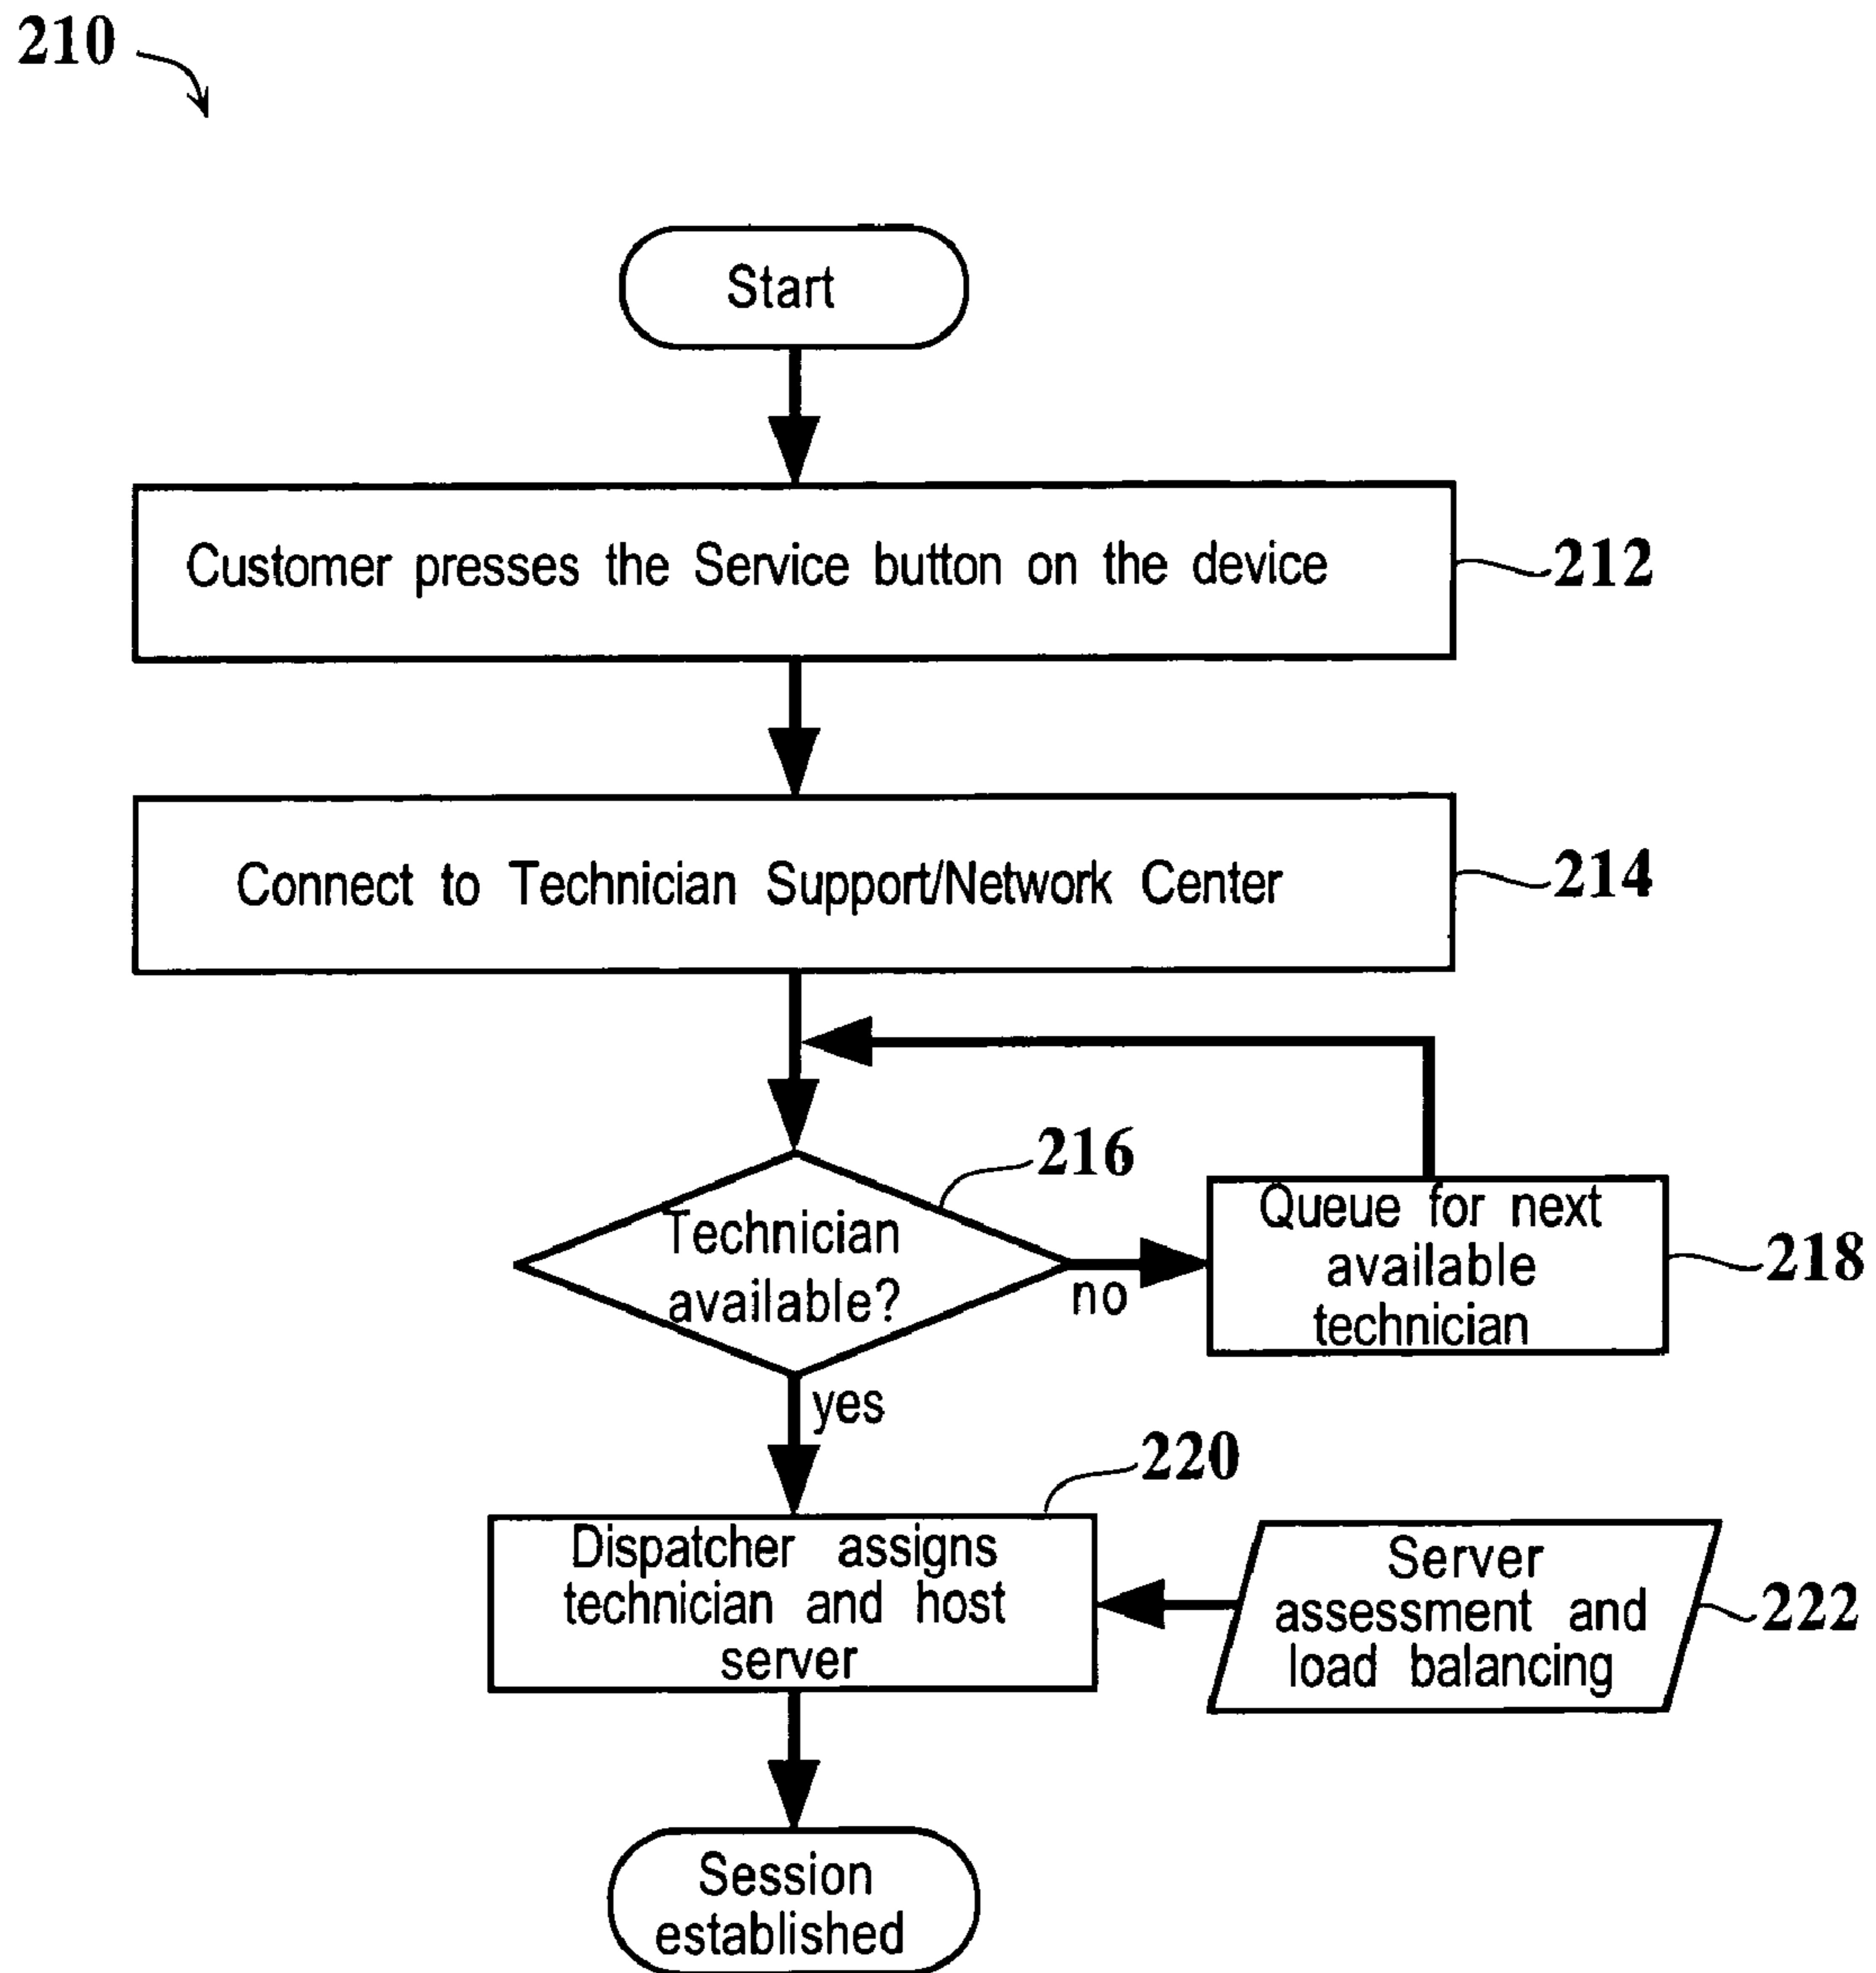 210
Start
Customer presses the Service button on the device
212
Connect to Technician Support/Network Center
214
216
Technician
available?
no
Queue for next
available
technician
218
yes
220
Dispatcher assigns
technician and host
server
Server
assessment and
load balancing
222
Session
established